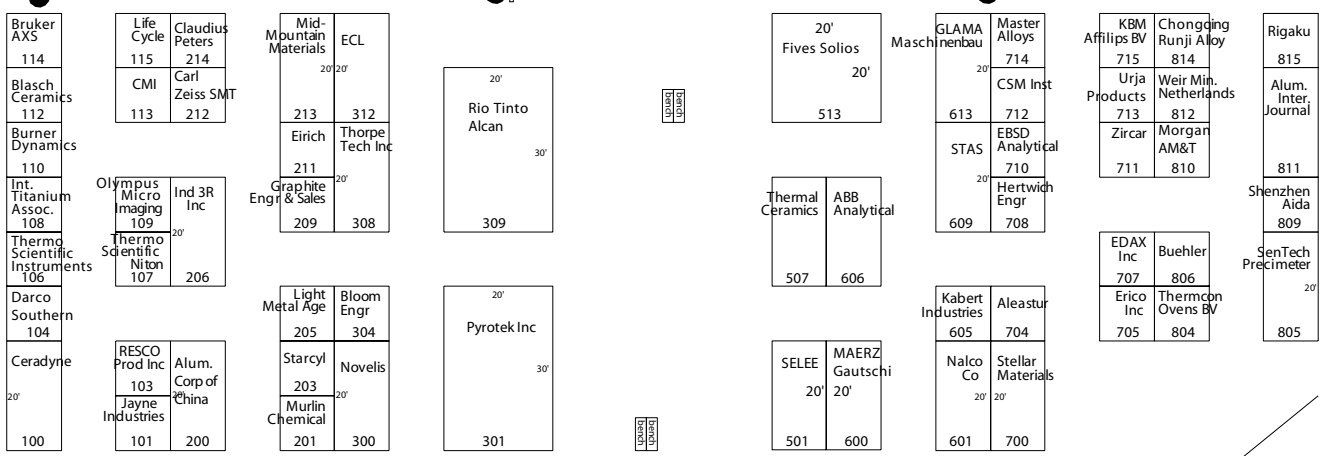 Bruker
AXS
114
Blasch
Ceramics
112
Burner
Dynamics
110
Int.
Titanium
Assoc.
108
Thermo
Scientific
Instruments
106
Darco
Southern
104
Ceradyne
20'
100
Life
Cycle
115
Claudius
Peters
214
CMI
113
Carl
Zeiss SMT
212
Olympus
Micro
Imaging
109
Ind 3R
Inc
20'
206
Thermo
Scientific
Niton
107
RESCO
Prod Inc
103
Alum.
Corp of
China
20'
200
Jayne
Industries
101
Mid-
Mountain
Materials
20'
213
ECL
20'
312
Eirich
211
Thorpe
Tech Inc
20'
308
Graphite
Engr & Sales
209
Light
Metal Age
205
Bloom
Engr
304
Starcyl
203
Novelis
20'
300
Murlin
Chemical
201
20'
Rio Tinto
Alcan
30'
309
20'
Pyrotek Inc
30'
301
bench
bench
bench
bench
20'
Fives Solios
20'
513
Thermal
Ceramics
507
ABB
Analytical
606
SELEE
20'
501
MAERZ
Gautschi
20'
600
GLAMA
Maschinenbau
20'
613
Master
Alloys
714
CSM Inst
712
STAS
20'
609
EBSD
Analytical
710
Hertwich
Engr
708
Kabert
Industries
605
Aleastur
704
Nalco
Co
20'
601
Stellar
Materials
20'
700
KBM
Affilips BV
715
Chongqing
Runji Alloy
814
Urja
Products
713
Weir Min.
Netherlands
812
Zircar
711
Morgan
AM&T
810
EDAX
Inc
707
Buehler
806
Erico
Inc
705
Thermcon
Ovens BV
804
Rigaku
815
Alum.
Inter.
Journal
811
Shenzhen
Aida
809
SenTech
Precimeter
20'
805